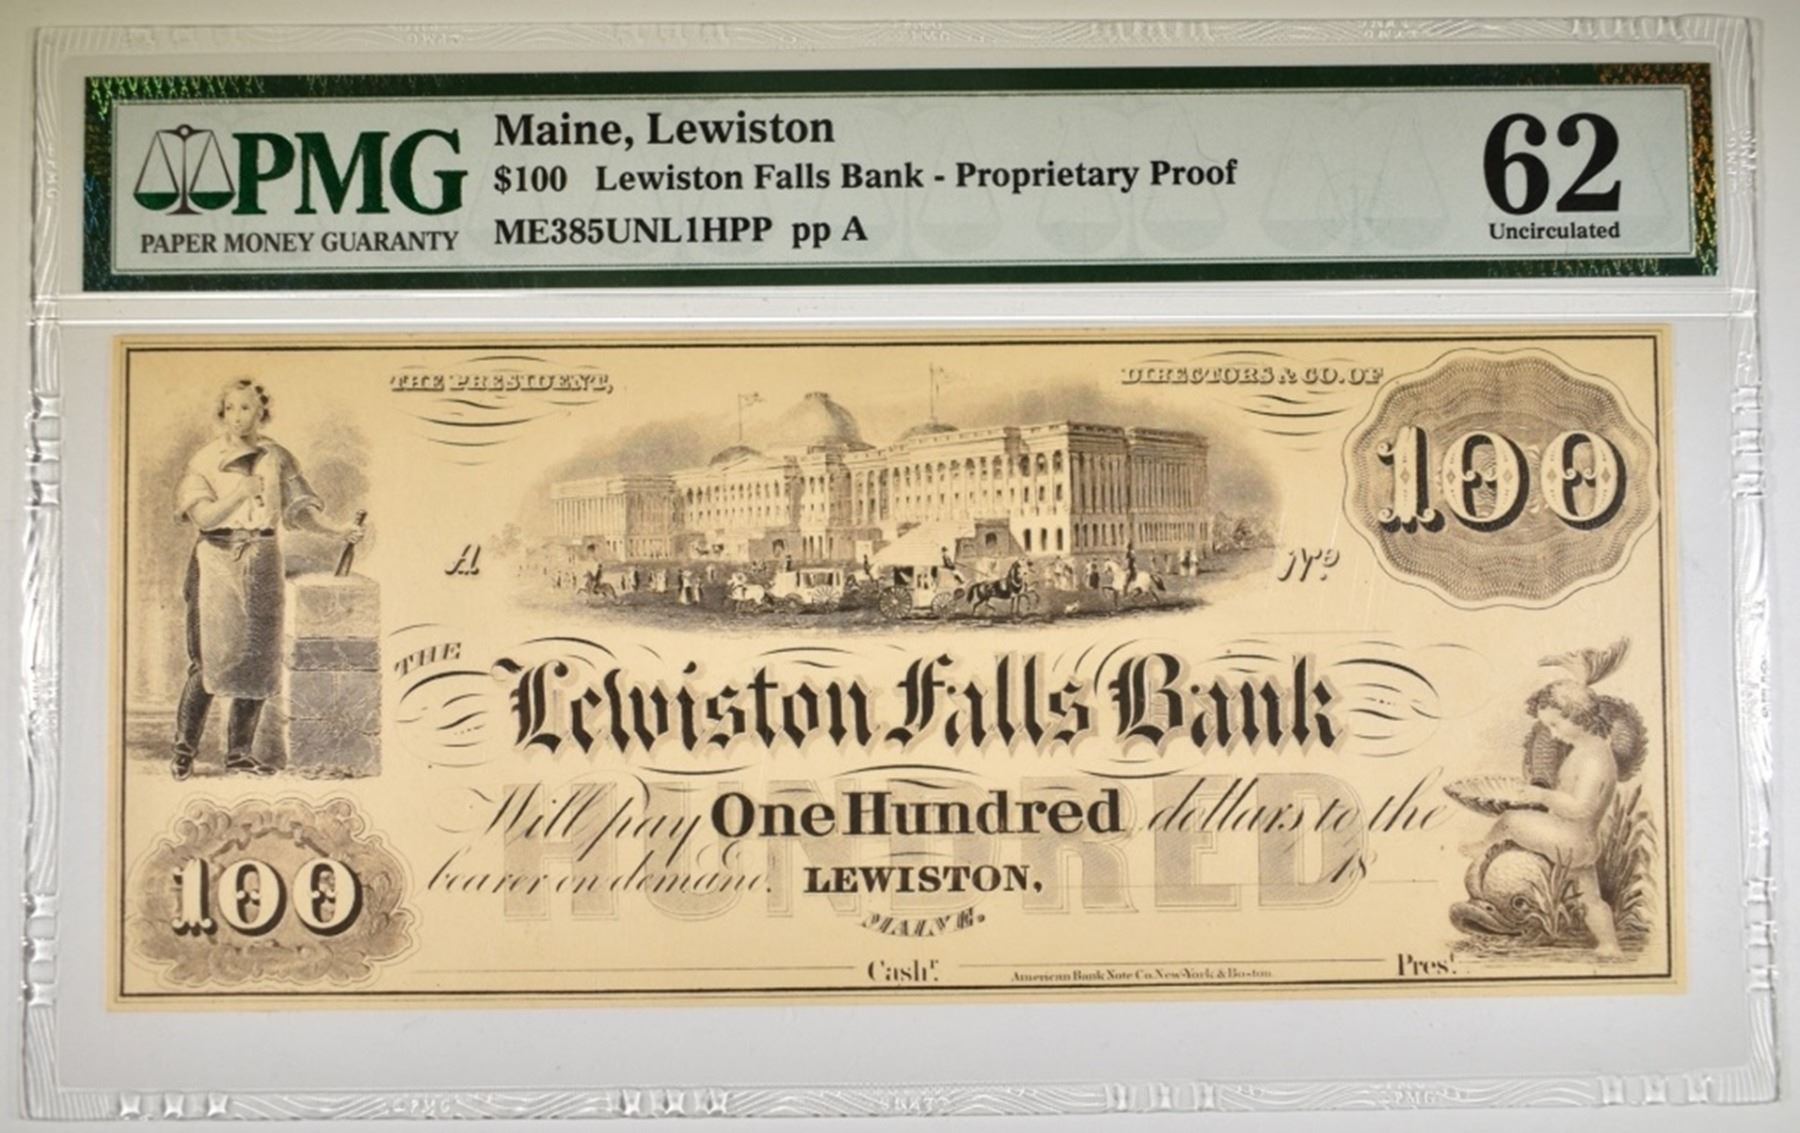 PMG
PAPER MONEY GUARANTY
Maine, Lewiston
$100 Lewiston Falls Bank - Proprietary Proof
ME385UNL1HPP pp A
62
Uncirculated
THE PRESIDENT,
DIRECTORS & CO. OF
100
A
No
THE
Lewiston Falls Bank
HUNDRED
Will pay One Hundred dollars to the
bearer on demand. LEWISTON, 18
MAINE.
100
Cashr.
American Bank Note Co. New-York & Boston.
Prest.